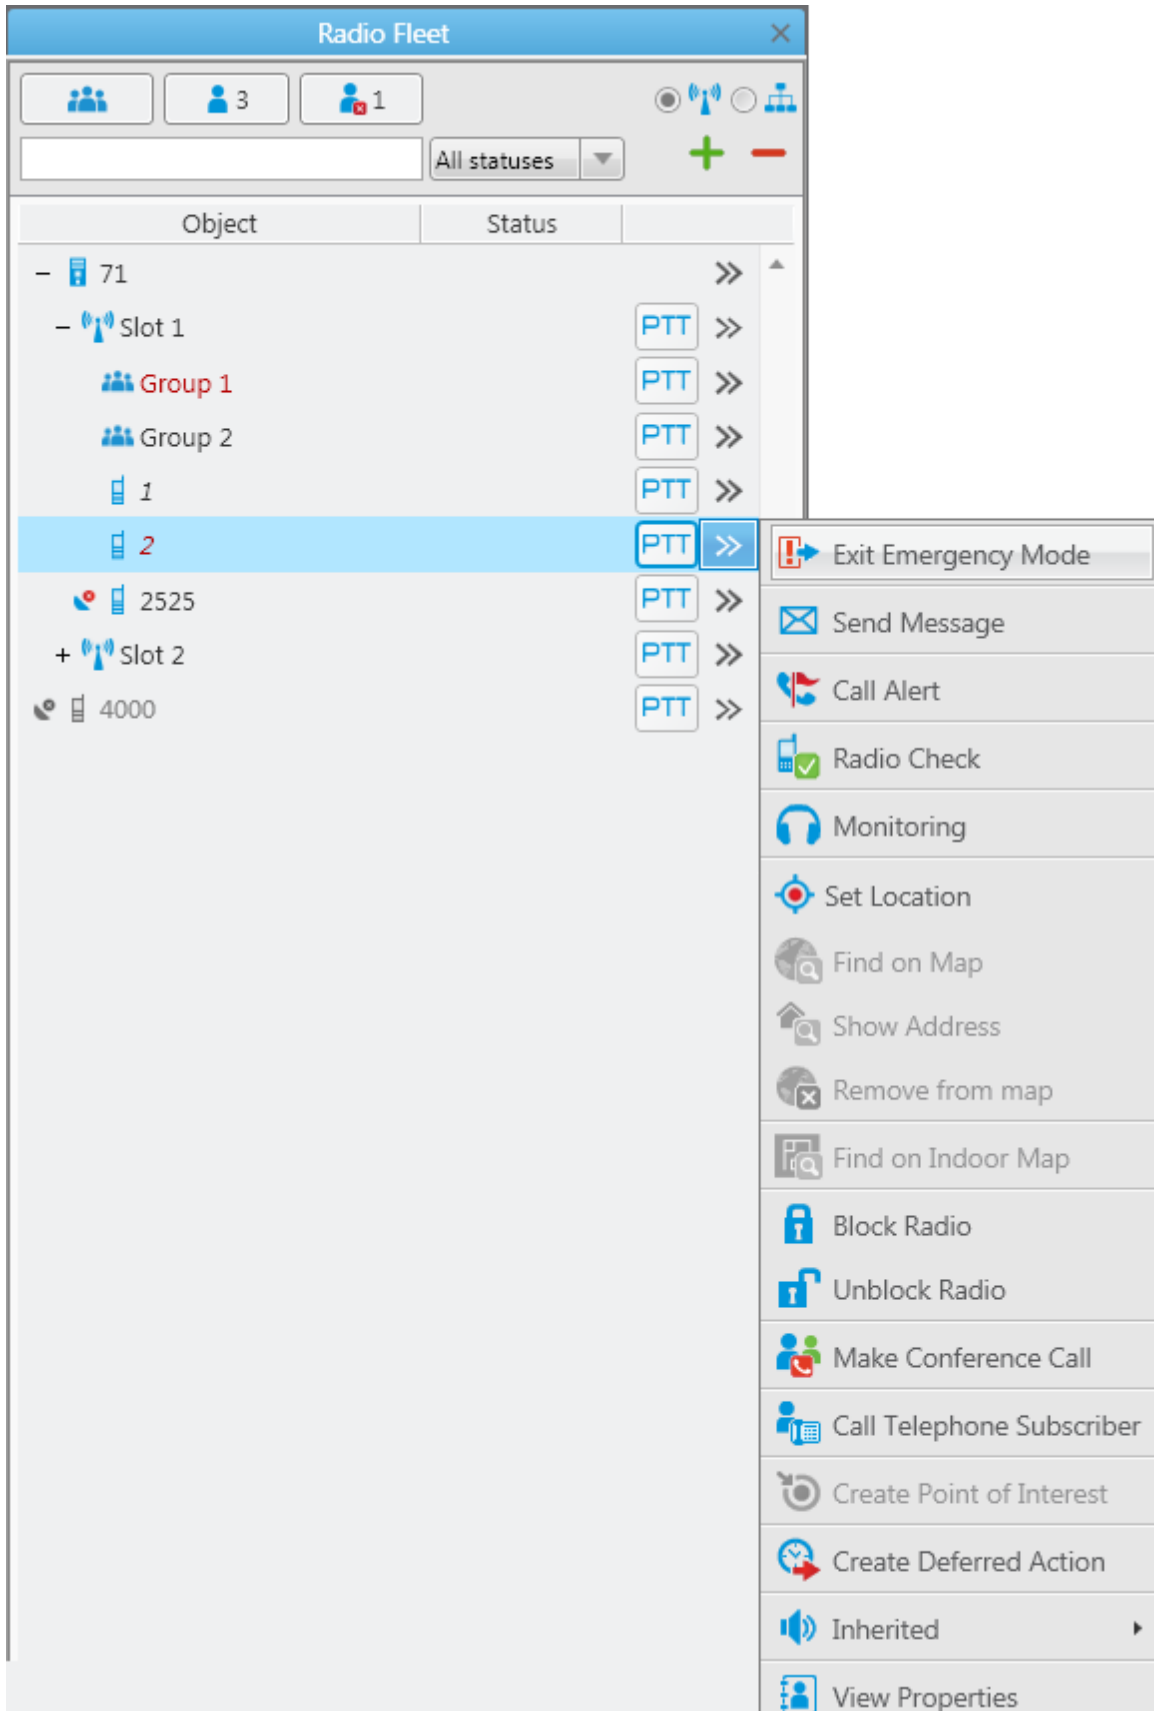 Radio Fleet
3
1
All statuses
Object Status
71
Slot 1 PTT
Group 1 PTT
Group 2 PTT
1 PTT
2 PTT
2525 PTT
Slot 2 PTT
4000 PTT
Exit Emergency Mode
Send Message
Call Alert
Radio Check
Monitoring
Set Location
Find on Map
Show Address
Remove from map
Find on Indoor Map
Block Radio
Unblock Radio
Make Conference Call
Call Telephone Subscriber
Create Point of Interest
Create Deferred Action
Inherited
View Properties